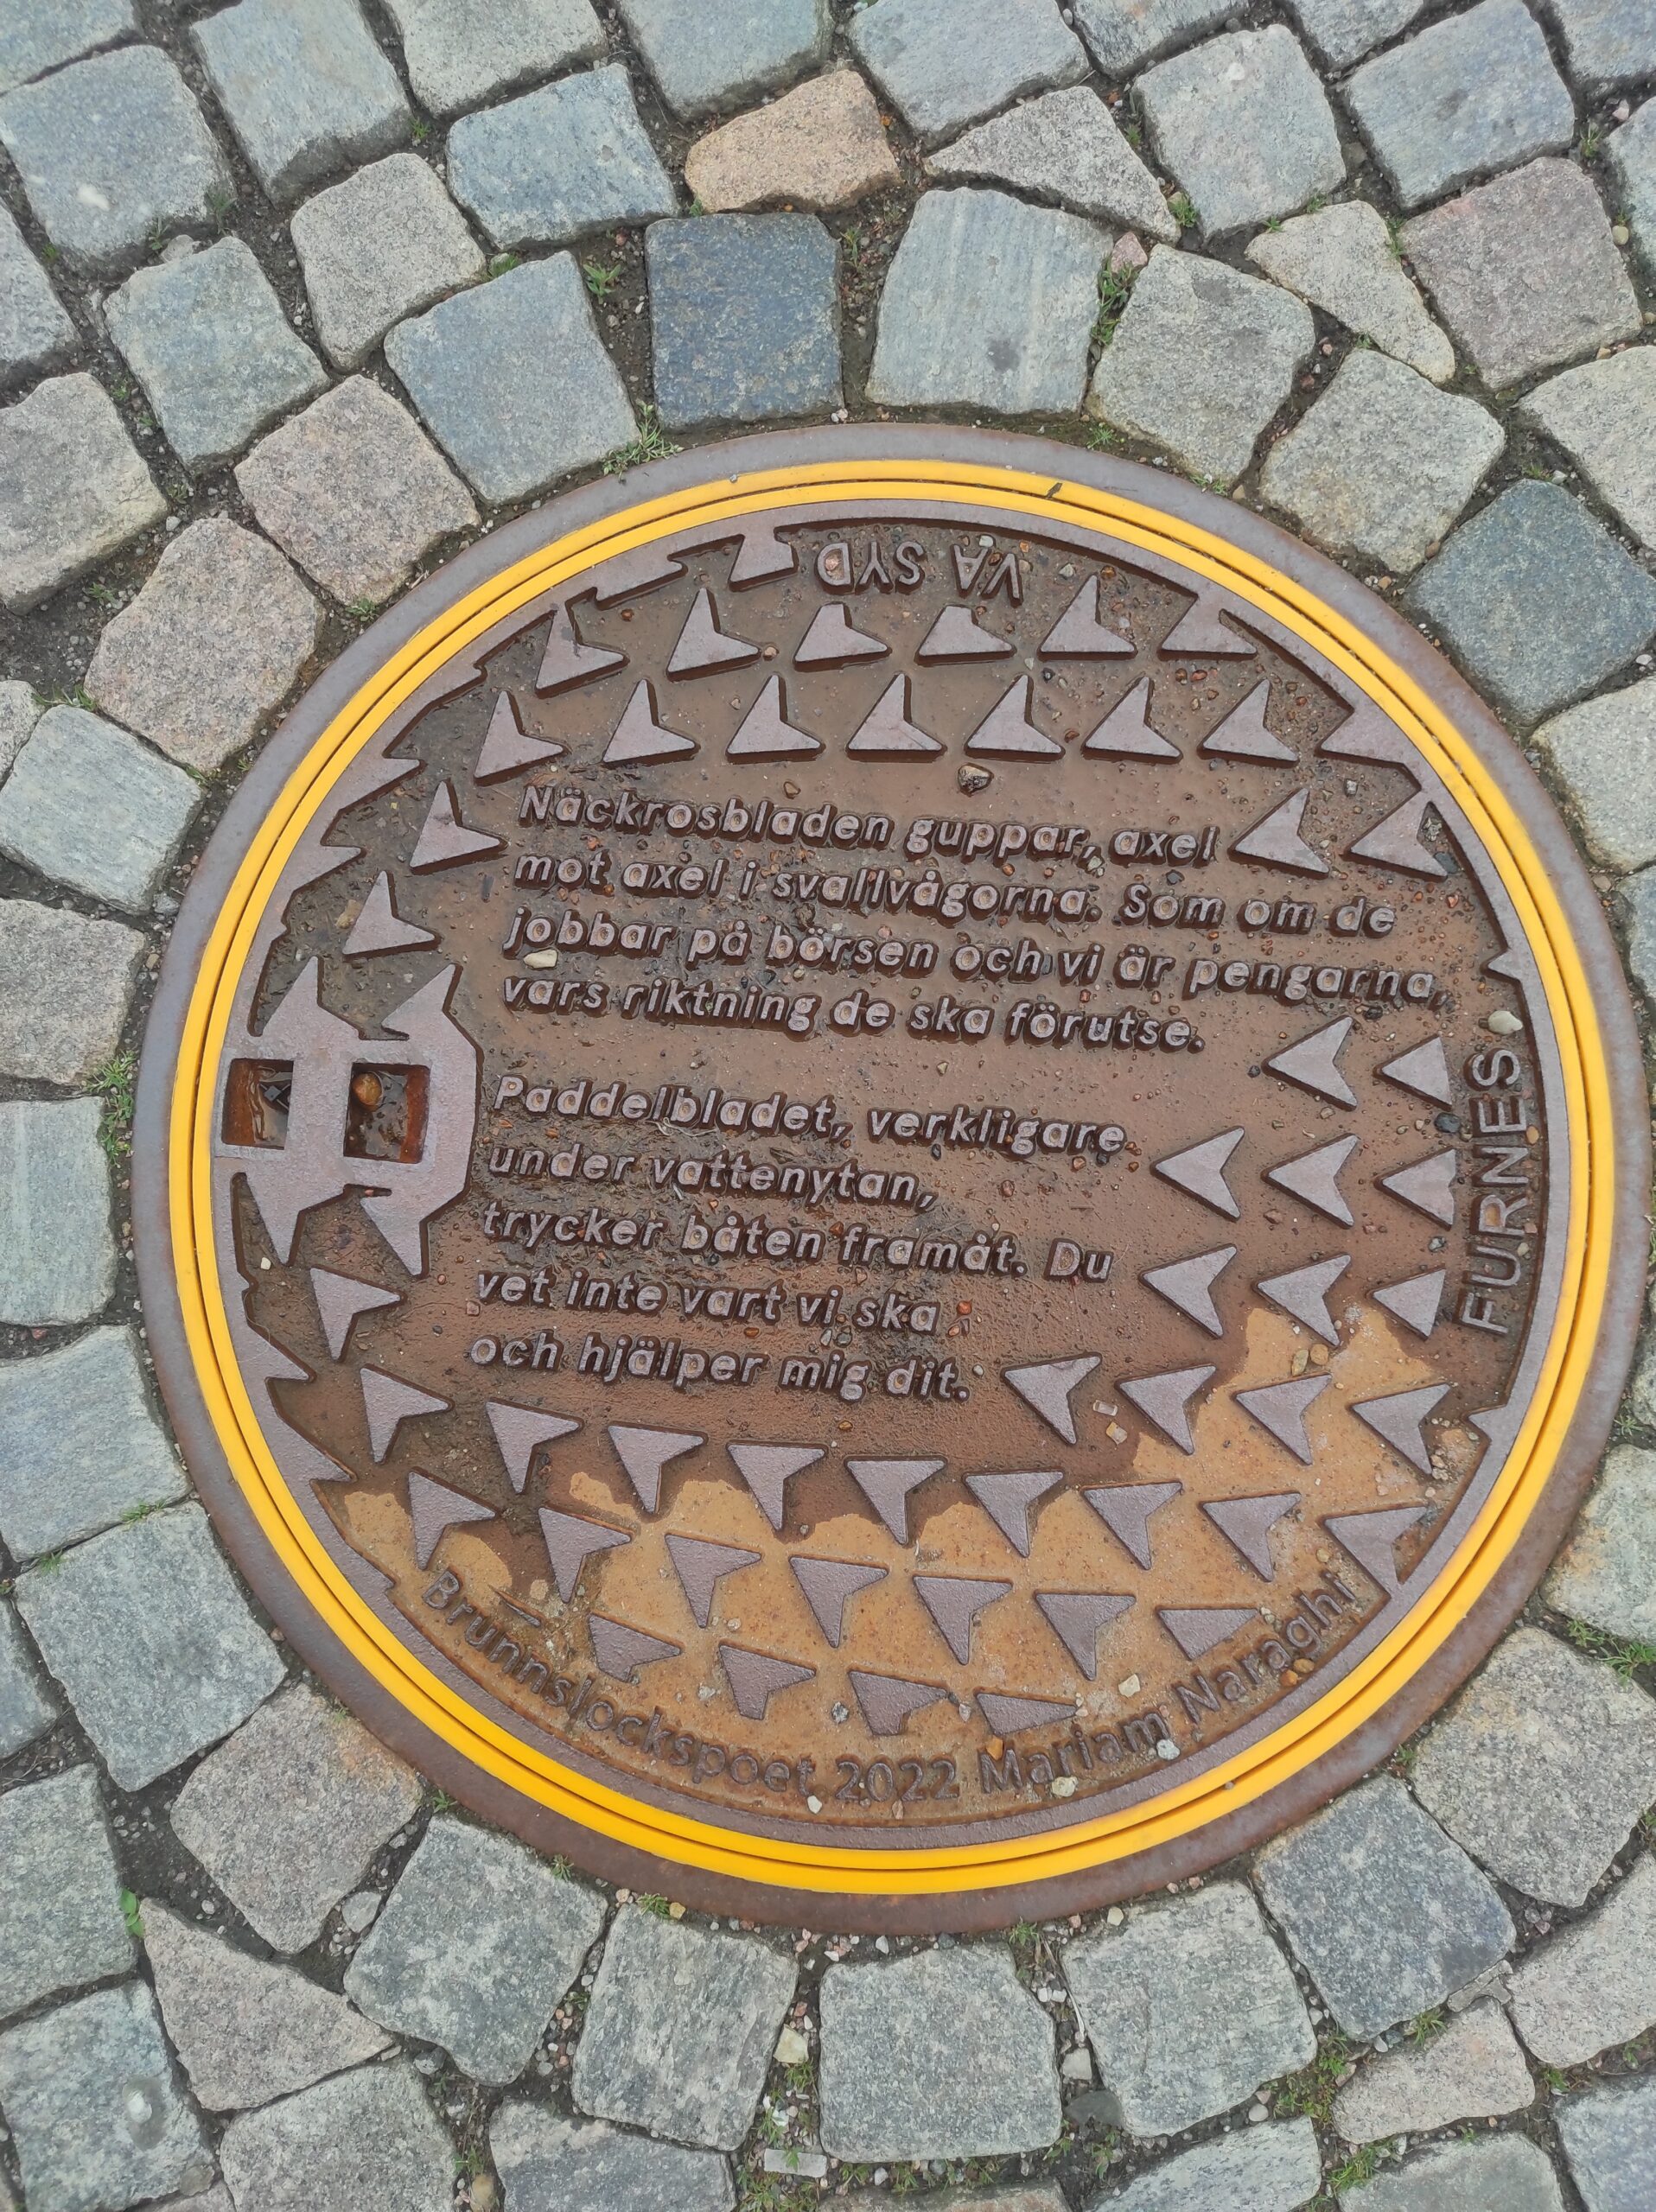 VA SYD
Näckrosbladen guppar, axel
mot axel i svallvågorna. Som om de
jobbar på börsen och vi är pengarna,
vars riktning de ska förutse.
Paddelbladet, verkligare
under vattenytan,
trycker båten framåt. Du
vet inte vart vi ska
och hjälper mig dit.
FURNES
Brunnslockspoet 2022 Mariam Naraghi